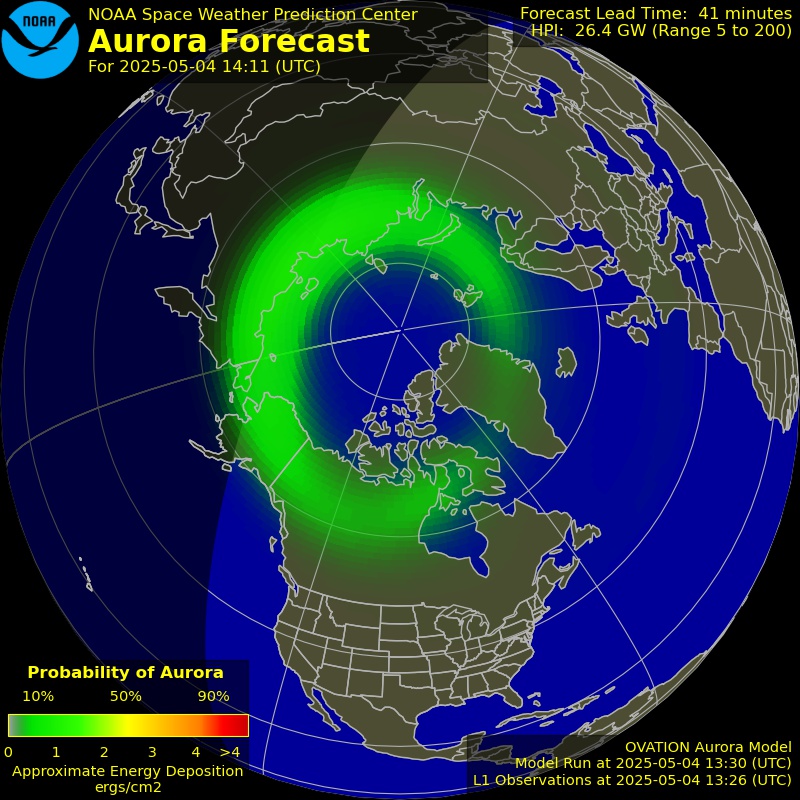 NOAA
NOAA Space Weather Prediction Center
Aurora Forecast
For 2025-05-04 14:11 (UTC)
Forecast Lead Time: 41 minutes
HPI: 26.4 GW (Range 5 to 200)
Probability of Aurora
10% 50% 90%
0 1 2 3 4 >4
Approximate Energy Deposition
ergs/cm2
OVATION Aurora Model
Model Run at 2025-05-04 13:30 (UTC)
L1 Observations at 2025-05-04 13:26 (UTC)